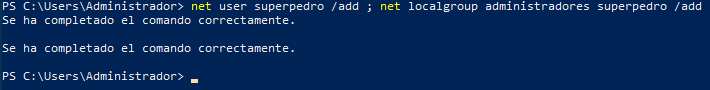 PS C:\Users\Administrador> net user superpedro /add ; net localgroup administradores superpedro /add
Se ha completado el comando correctamente.
Se ha completado el comando correctamente.
PS C:\Users\Administrador>